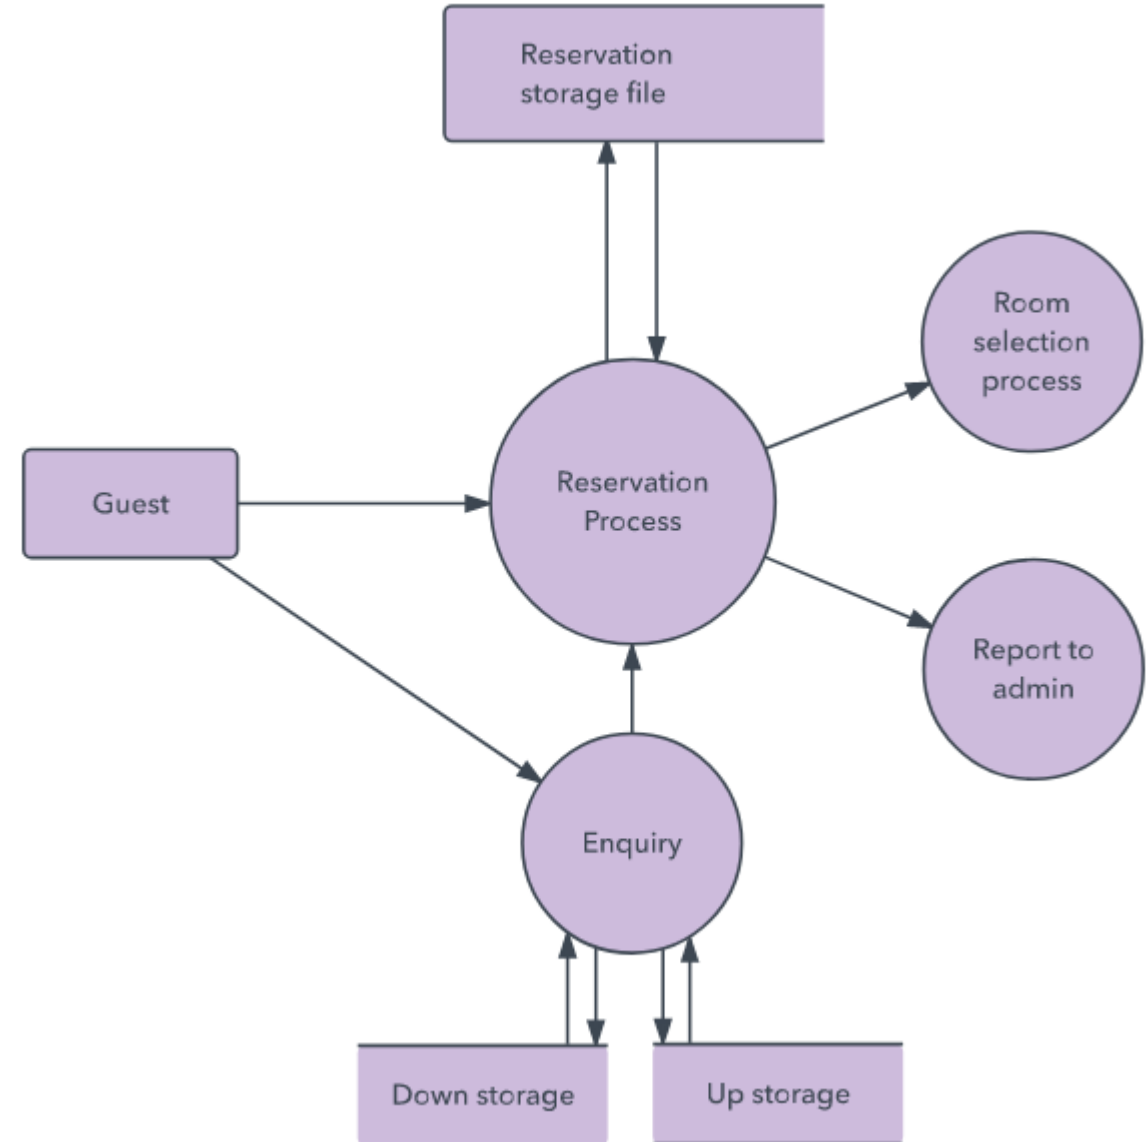 Reservation
storage file
Room
selection
process
Guest
Reservation
Process
Report to
admin
Enquiry
Down storage
Up storage